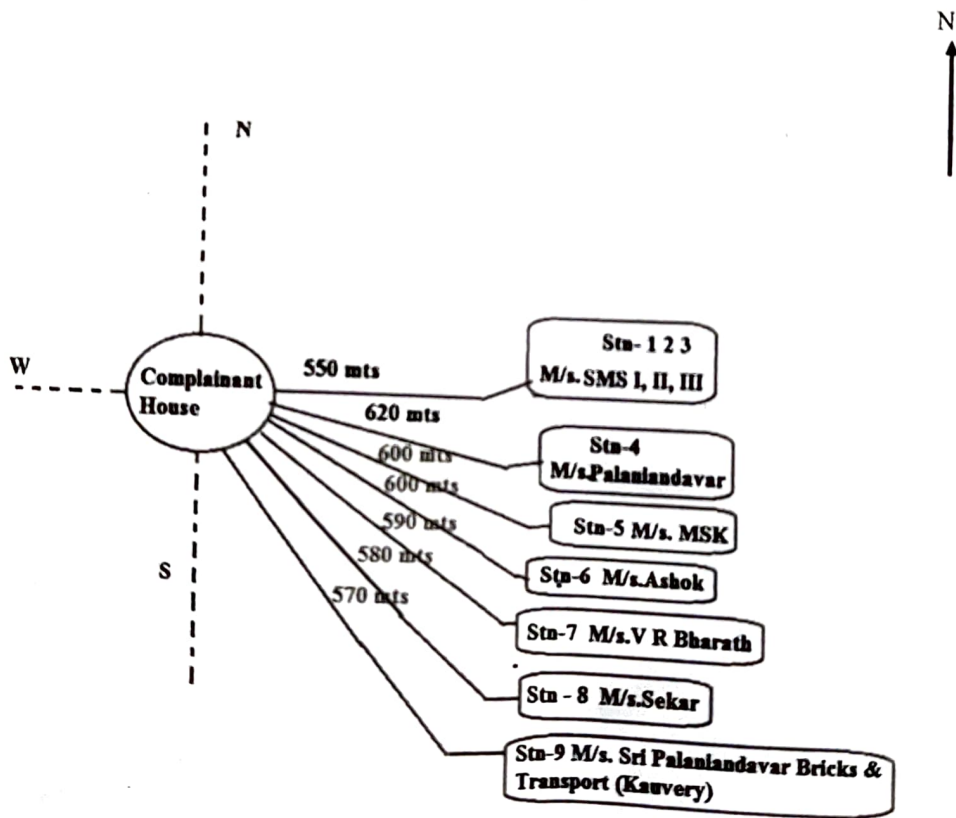 N
N
W
Complainant
House
S
550 mts
620 mts
600 mts
600 mts
590 mts
580 mts
570 mts
Stn- 1 2 3
M/s. SMS I, II, III
Stn-4
M/s.Palaniandavar
Stn-5 M/s. MSK
Stn-6 M/s.Ashok
Stn-7 M/s.V R Bharath
Stn - 8 M/s.Sekar
Stn-9 M/s. Sri Palaniandavar Bricks &
Transport (Kauvery)